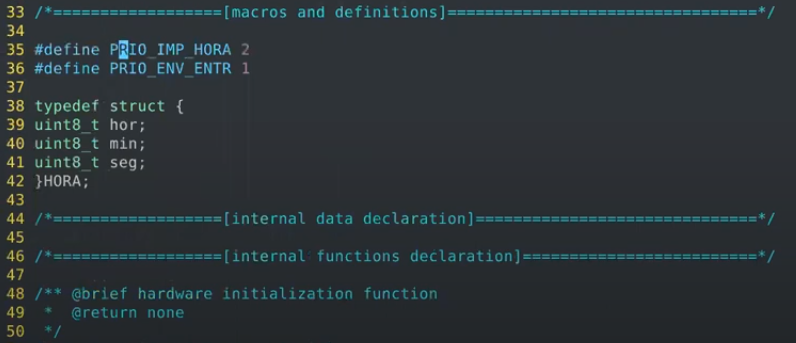 33 /*==================[macros and definitions]=================================*/
34
35 #define PRIO_IMP_HORA 2
36 #define PRIO_ENV_ENTR 1
37
38 typedef struct {
39 uint8_t hor;
40 uint8_t min;
41 uint8_t seg;
42 }HORA;
43
44 /*==================[internal data declaration]==============================*/
45
46 /*==================[internal functions declaration]=========================*/
47
48 /** @brief hardware initialization function
49  *  @return none
50  */